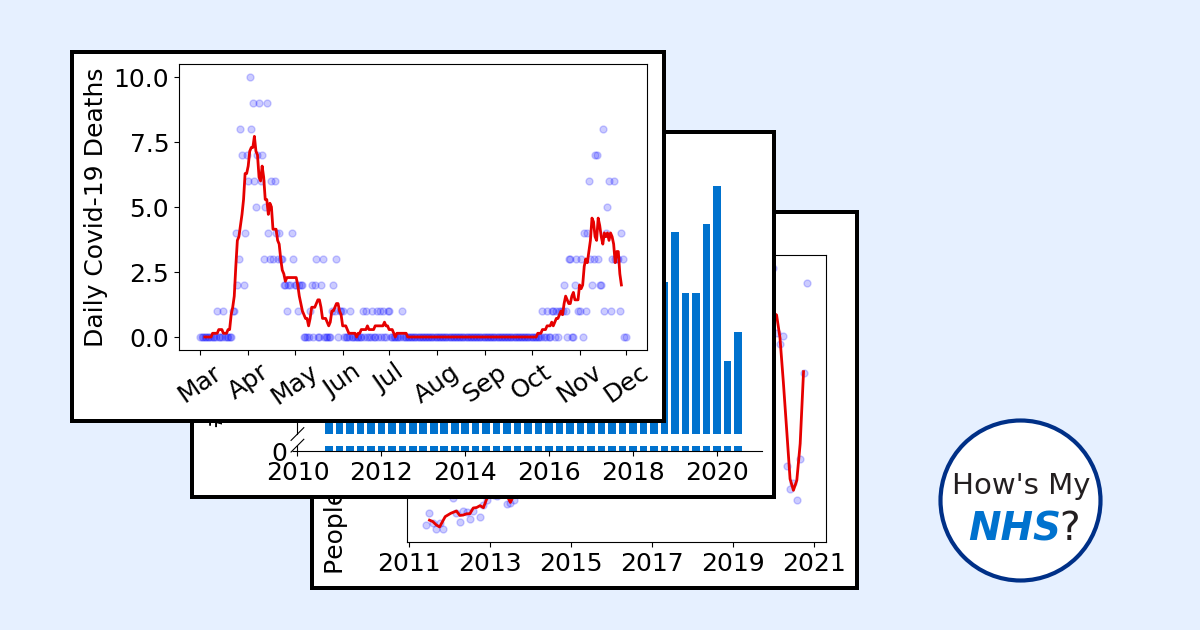 Daily Covid-19 Deaths
10.0
7.5
5.0
2.5
0.0
Mar Apr May Jun Jul Aug Sep Oct Nov Dec
0
2010 2012 2014 2016 2018 2020
People
2011 2013 2015 2017 2019 2021
How's My
NHS?